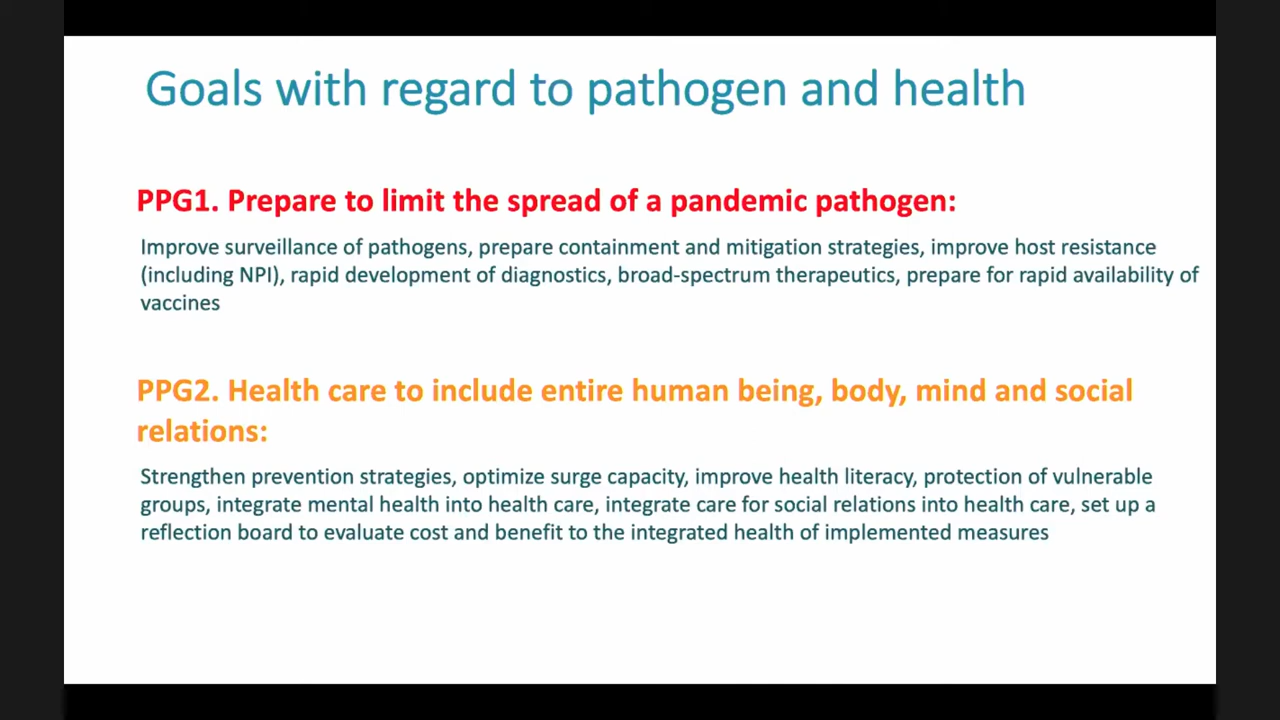 Goals with regard to pathogen and health
PPG1. Prepare to limit the spread of a pandemic pathogen:
Improve surveillance of pathogens, prepare containment and mitigation strategies, improve host resistance
(including NPI), rapid development of diagnostics, broad-spectrum therapeutics, prepare for rapid availability of
vaccines
PPG2. Health care to include entire human being, body, mind and social
relations:
Strengthen prevention strategies, optimize surge capacity, improve health literacy, protection of vulnerable
groups, integrate mental health into health care, integrate care for social relations into health care, set up a
reflection board to evaluate cost and benefit to the integrated health of implemented measures